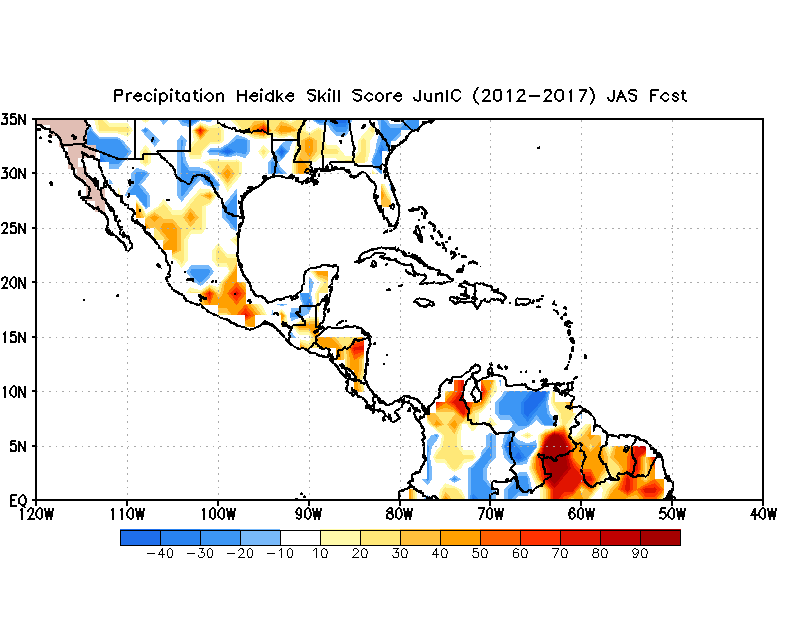 Precipitation Heidke Skill Score JunIC (2012−2017) JAS Fcst
35N
30N
25N
20N
15N
10N
5N
EQ
120W 110W 100W 90W 80W 70W 60W 50W 40W
−40 −30 −20 −10 10 20 30 40 50 60 70 80 90